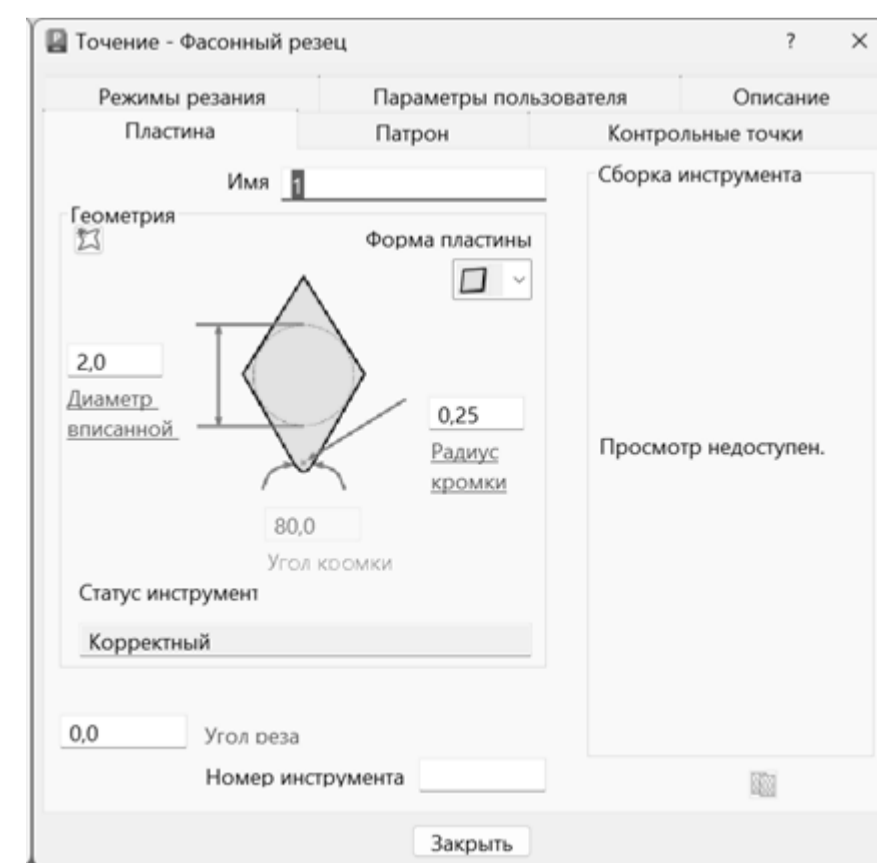 Точение - Фасонный резец ? ×
Режимы резания Параметры пользователя Описание
Пластина Патрон Контрольные точки
Имя 1
Сборка инструмента
Геометрия
Форма пластины
2,0
Диаметр
вписанной
0,25
Радиус
кромки
80,0
Угол кромки
Просмотр недоступен.
Статус инструмент
Корректный
0,0 Угол реза
Номер инструмента
Закрыть